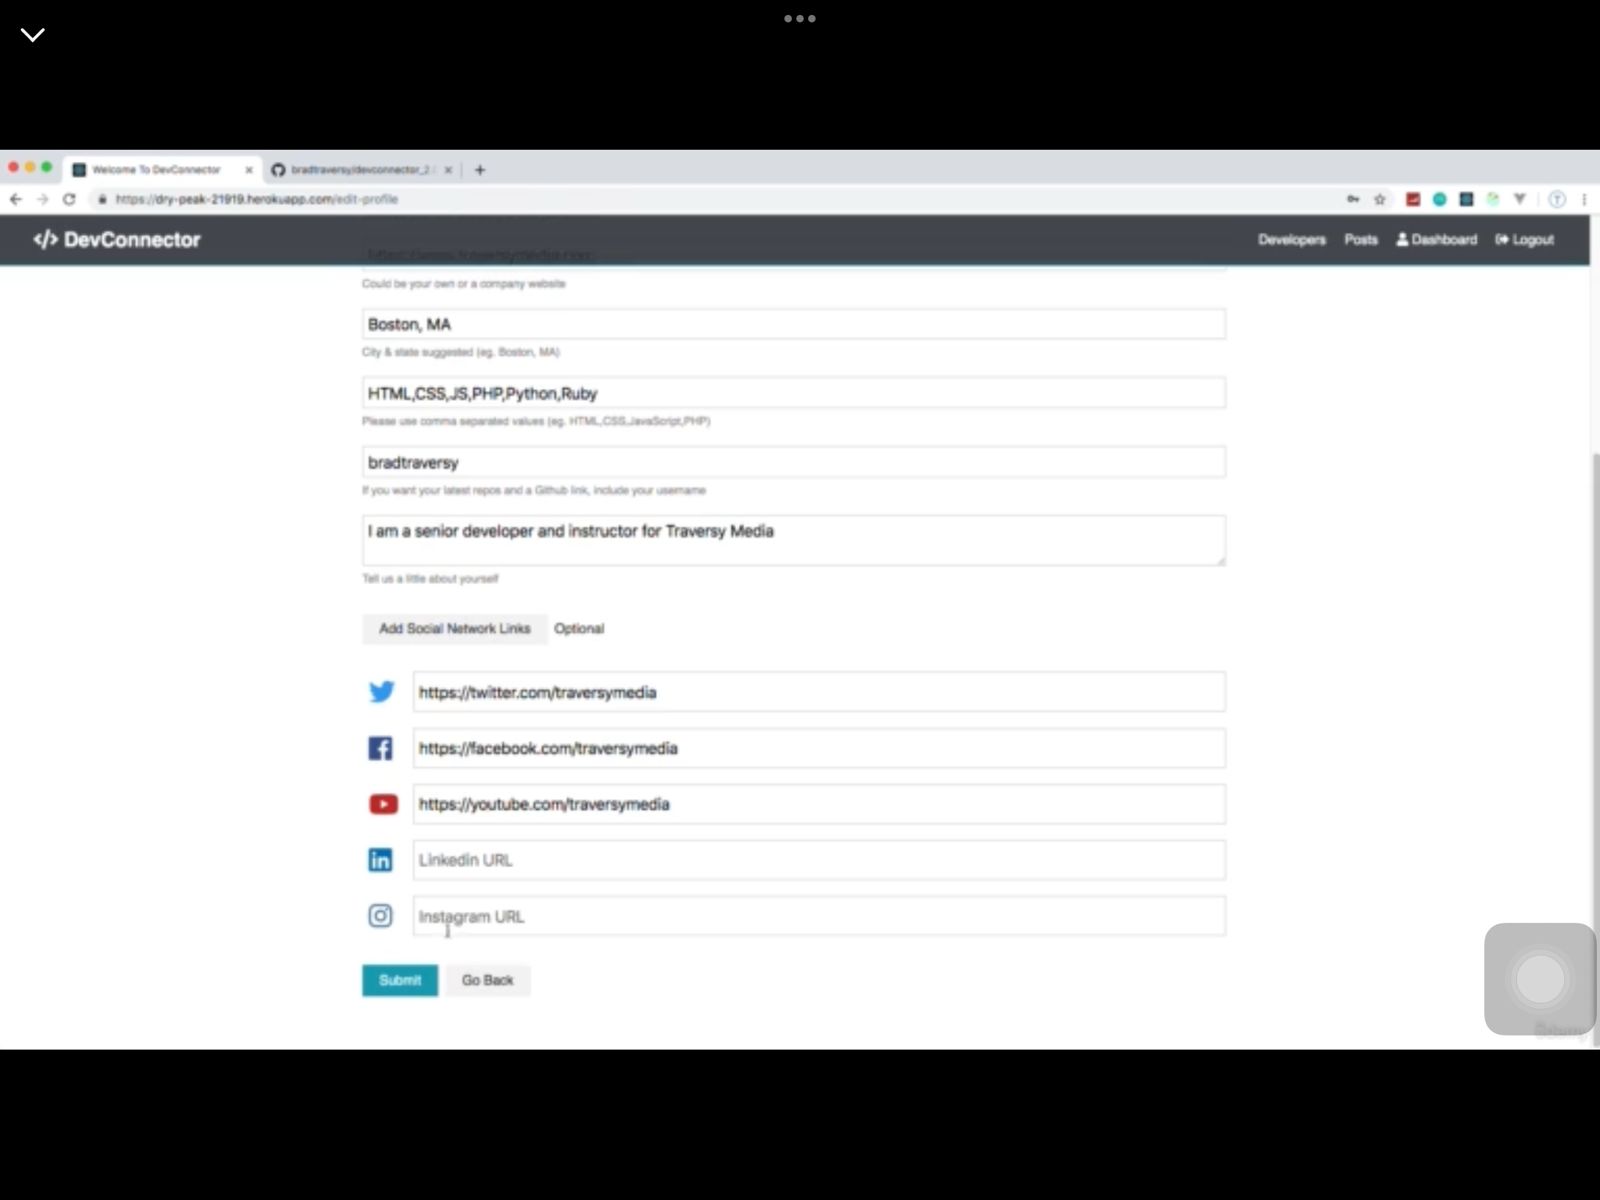 Welcome To DevConnector
bradtraversy/devconnector_2
https://dry-peak-21919.herokuapp.com/edit-profile
</> DevConnector
Developers Posts Dashboard Logout
Could be your own or a company website
Boston, MA
City & state suggested (eg. Boston, MA)
HTML,CSS,JS,PHP,Python,Ruby
Please use comma separated values (eg. HTML,CSS,JavaScript,PHP)
bradtraversy
If you want your latest repos and a Github link, include your username
I am a senior developer and instructor for Traversy Media
Tell us a little about yourself
Add Social Network Links Optional
https://twitter.com/traversymedia
https://facebook.com/traversymedia
https://youtube.com/traversymedia
Linkedin URL
Instagram URL
Submit Go Back